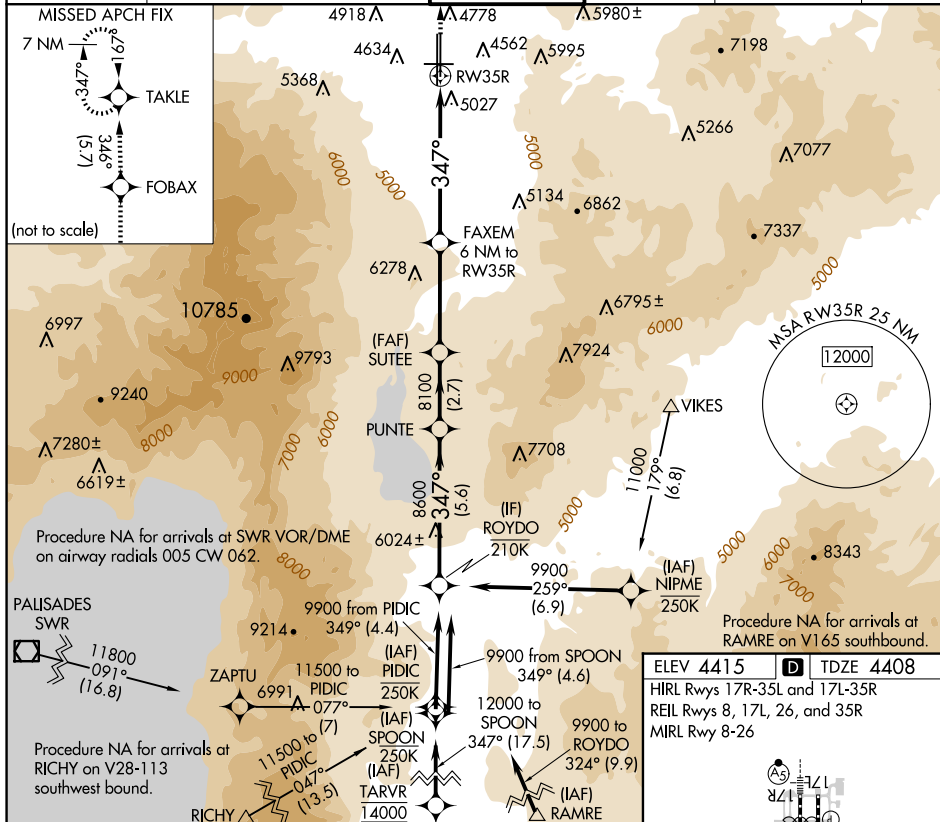 MISSED APCH FIX
7 NM
197°
347°
TAKLE
346°
(5.7)
FOBAX
(not to scale)
4918
4778
5980±
4634
4562
5995
7198
5368
RW35R
5027
5266
7077
6000
5000
347°
5000
5134
6862
7337
FAXEM
6 NM to
RW35R
5000
6278
10785
6795±
6000
MSA RW35R 25 NM
12000
6997
(FAF)
SUTEE
9793
7924
9000
8100
(2.7)
9240
6000
VIKES
PUNTE
8000
7000
7280±
7708
6619±
11000
179°
(6.8)
8600
347°
(5.6)
(IF)
ROYDO
210K
5000
Procedure NA for arrivals at SWR VOR/DME
on airway radials 005 CW 062.
6024±
5000
6000
7000
8343
8000
9900
259°
(6.9)
(IAF)
NIPME
250K
PALISADES
SWR
9900 from PIDIC
349° (4.4)
Procedure NA for arrivals at
RAMRE on V165 southbound.
9214
11800
091°
(16.8)
(IAF)
PIDIC
250K
9900 from SPOON
349° (4.6)
ZAPTU
6991
11500 to
PIDIC
077°
(7)
(IAF)
SPOON
250K
12000 to
SPOON
347° (17.5)
9900 to
ROYDO
324° (9.9)
Procedure NA for arrivals at
RICHY on V28-113
southwest bound.
11500 to
PIDIC
047°
(13.5)
RICHY
(IAF)
TARVR
14000
(IAF)
RAMRE
ELEV 4415
D
TDZE 4408
HIRL Rwys 17R-35L and 17L-35R
REIL Rwys 8, 17L, 26, and 35R
MIRL Rwy 8-26
A5
17R
17L